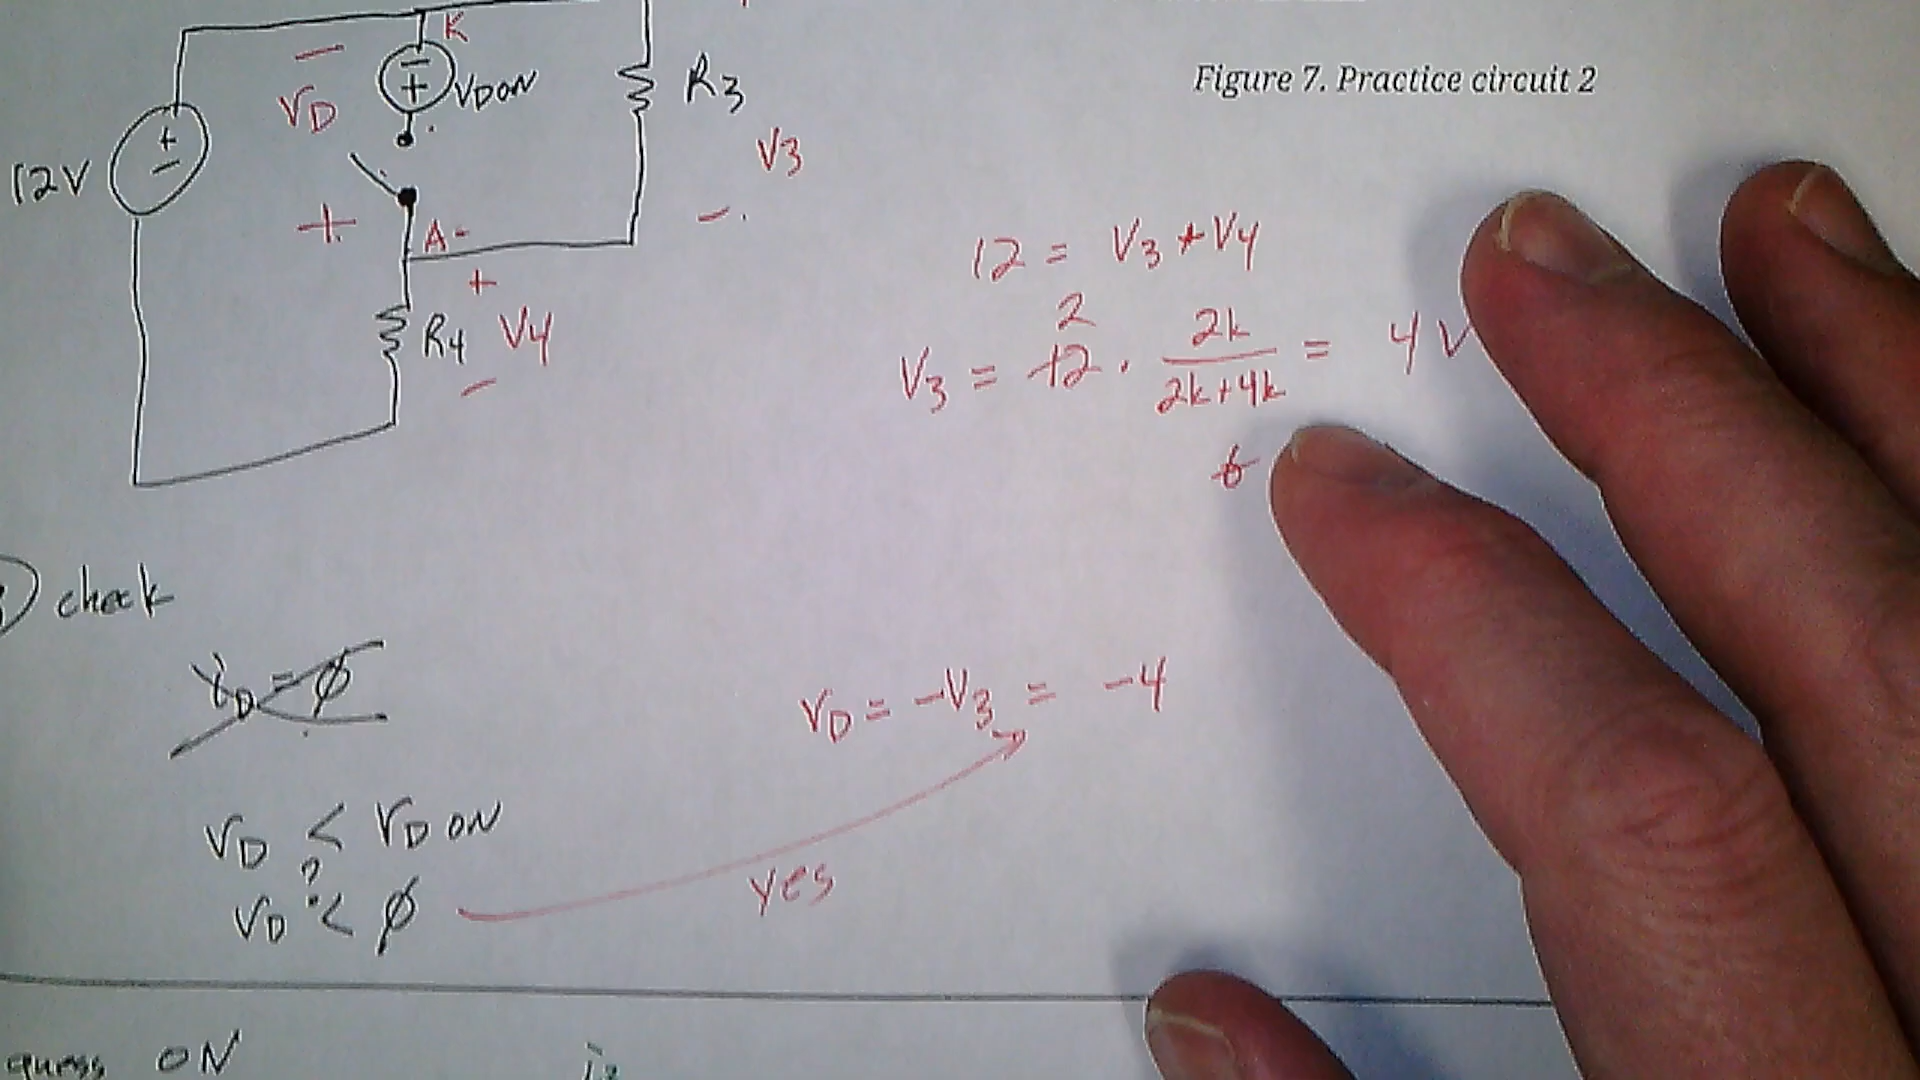 K
−
+
VDON
VD
R3
Figure 7. Practice circuit 2
12V
+
−
V3
+
A-
−
12 = V3 + V4
+
R4 V4
−
2
V3 = 12 · 2k / 2k+4k = 4V
6
check
iD = ∅
VD = -V3 = -4
VD < VD ON
?
VD < ∅
yes
guess ON